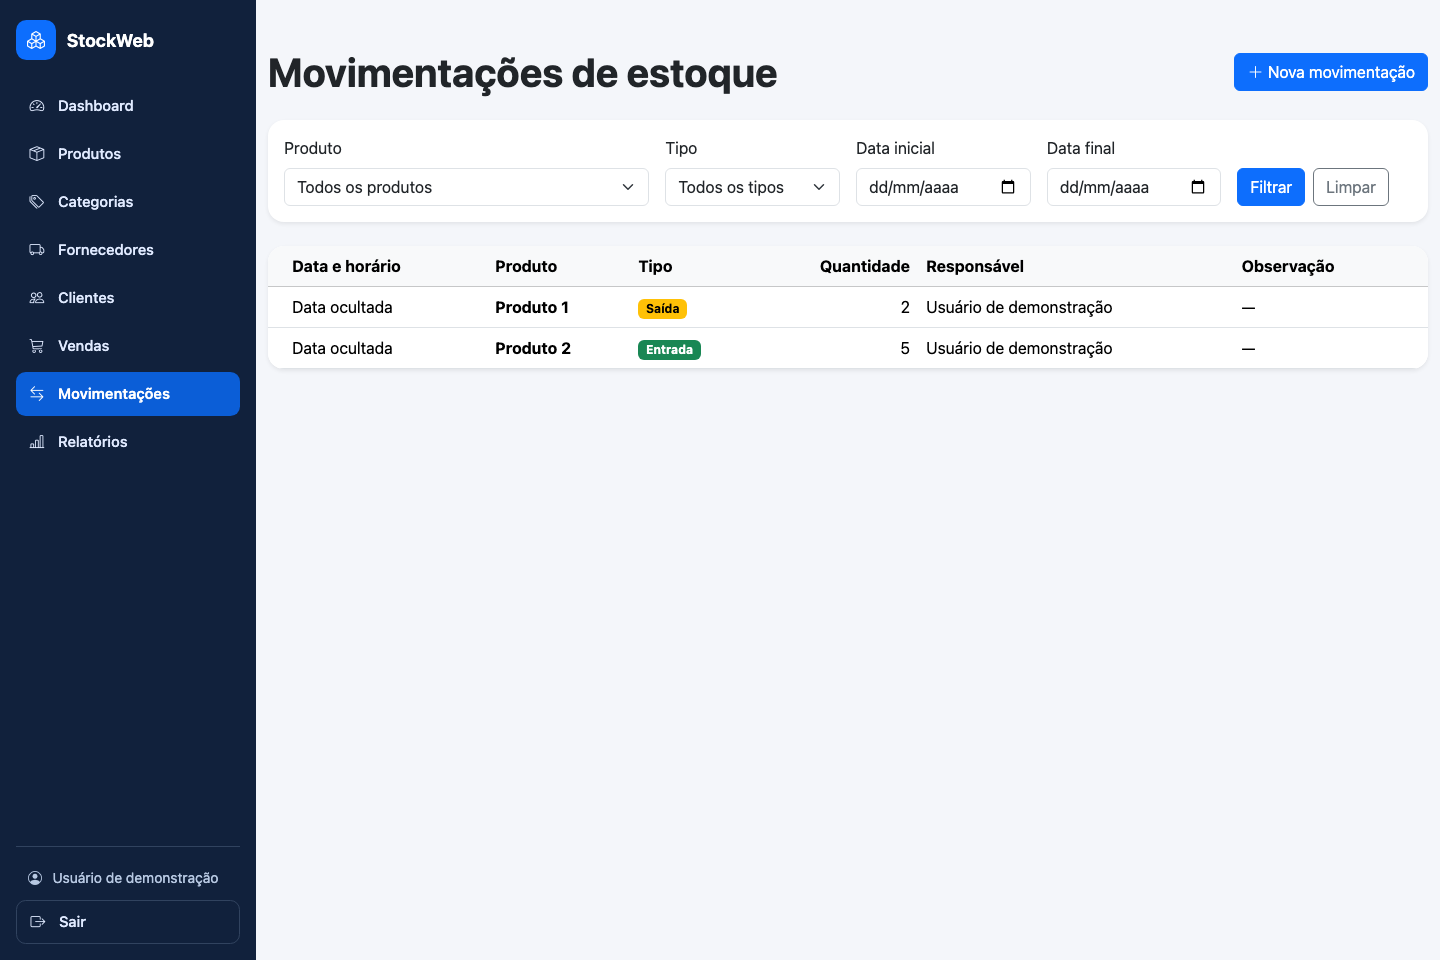 StockWeb
Dashboard
Produtos
Categorias
Fornecedores
Clientes
Vendas
Movimentações
Relatórios
Usuário de demonstração
Sair
Movimentações de estoque
Nova movimentação
Produto Tipo Data inicial Data final
Todos os produtos Todos os tipos dd/mm/aaaa dd/mm/aaaa Filtrar Limpar
Data e horário Produto Tipo Quantidade Responsável Observação
Data ocultada Produto 1 Saída 2 Usuário de demonstração —
Data ocultada Produto 2 Entrada 5 Usuário de demonstração —